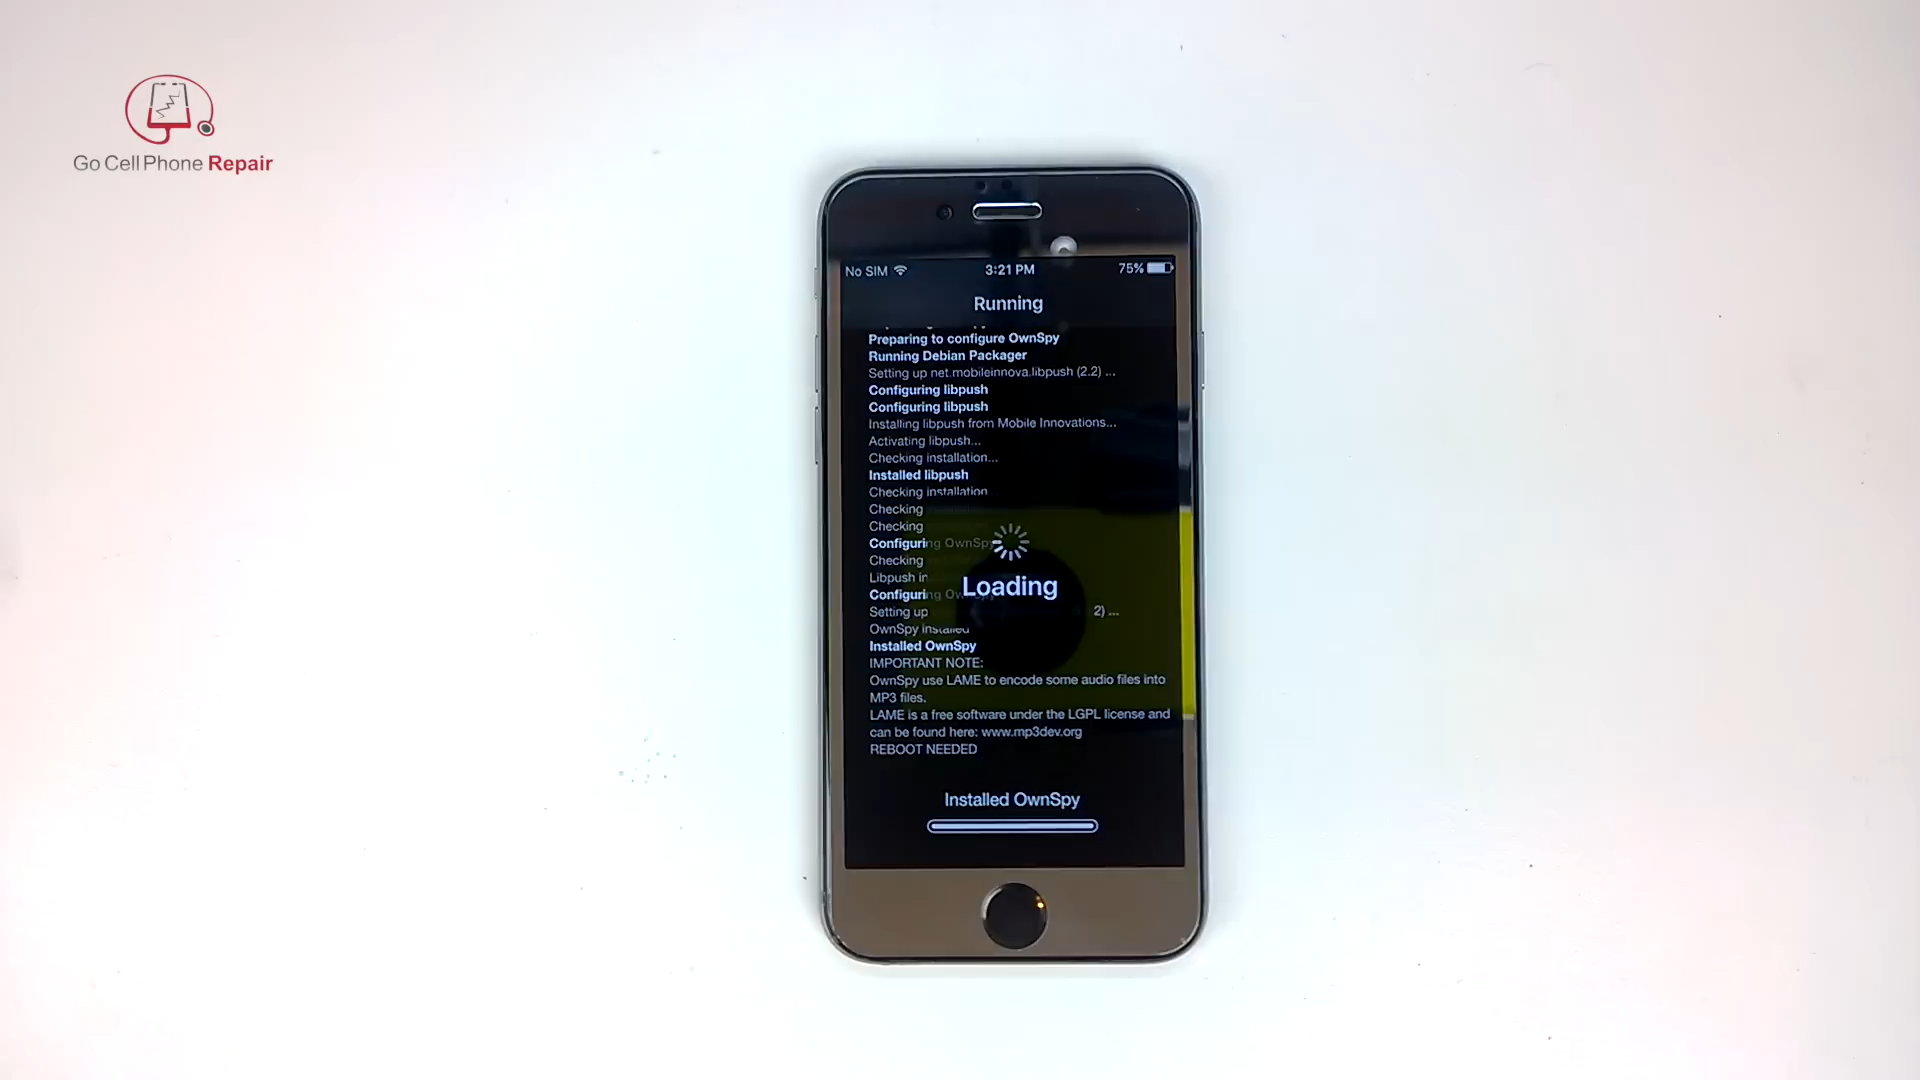 Go Cell Phone Repair
No SIM 3:21 PM 75%
Running
Preparing to configure OwnSpy
Running Debian Packager
Setting up net.mobileinnova.libpush (2.2) ...
Configuring libpush
Configuring libpush
Installing libpush from Mobile Innovations...
Activating libpush...
Checking installation...
Installed libpush
Checking installation
Checking
Checking
Configuring OwnSpy
Checking
Libpush
Configuring
Loading
Setting up 2) ...
OwnSpy installed
Installed OwnSpy
IMPORTANT NOTE:
OwnSpy use LAME to encode some audio files into
MP3 files.
LAME is a free software under the LGPL license and
can be found here: www.mp3dev.org
REBOOT NEEDED
Installed OwnSpy